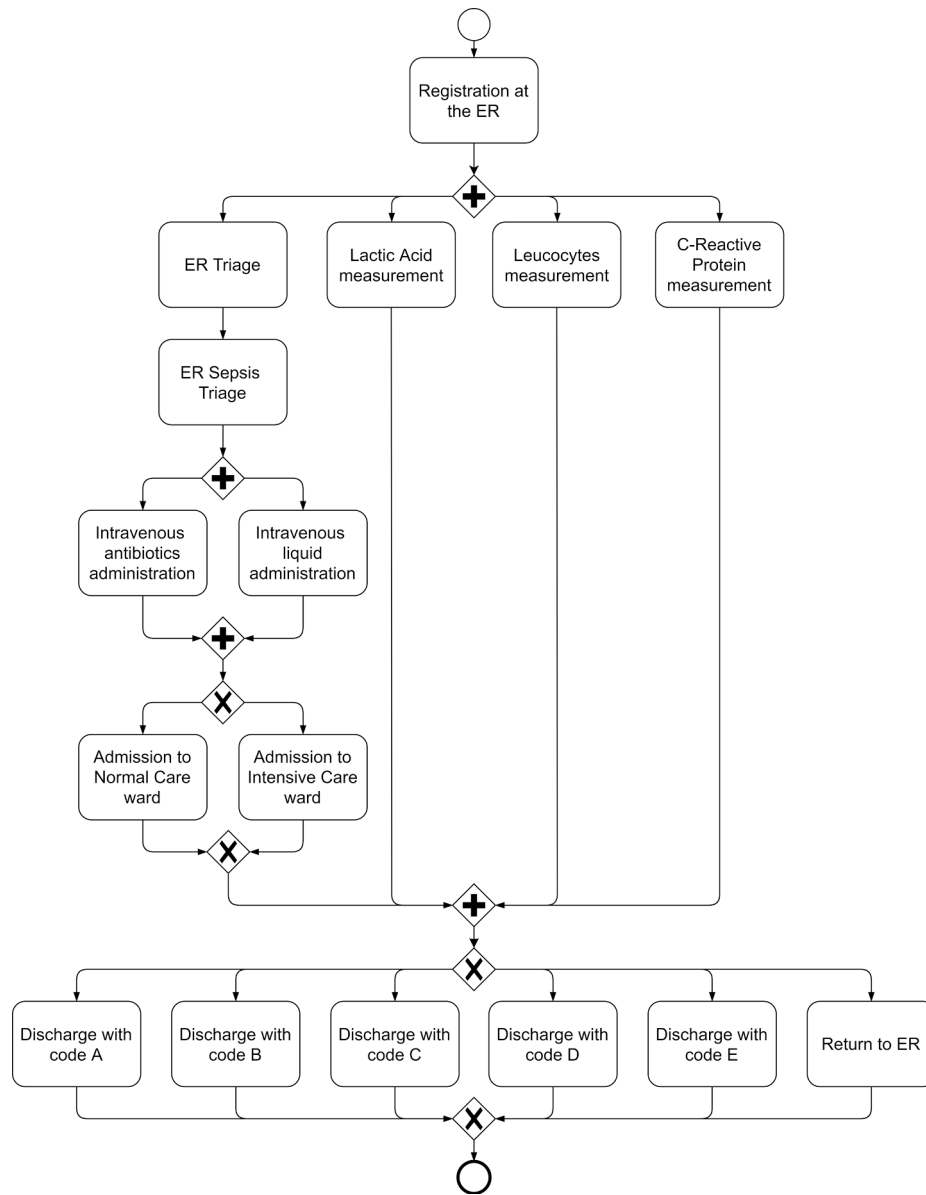 Registration at
the ER
ER Triage
Lactic Acid
measurement
Leucocytes
measurement
C-Reactive
Protein
measurement
ER Sepsis
Triage
Intravenous
antibiotics
administration
Intravenous
liquid
administration
Admission to
Normal Care
ward
Admission to
Intensive Care
ward
Discharge with
code A
Discharge with
code B
Discharge with
code C
Discharge with
code D
Discharge with
code E
Return to ER